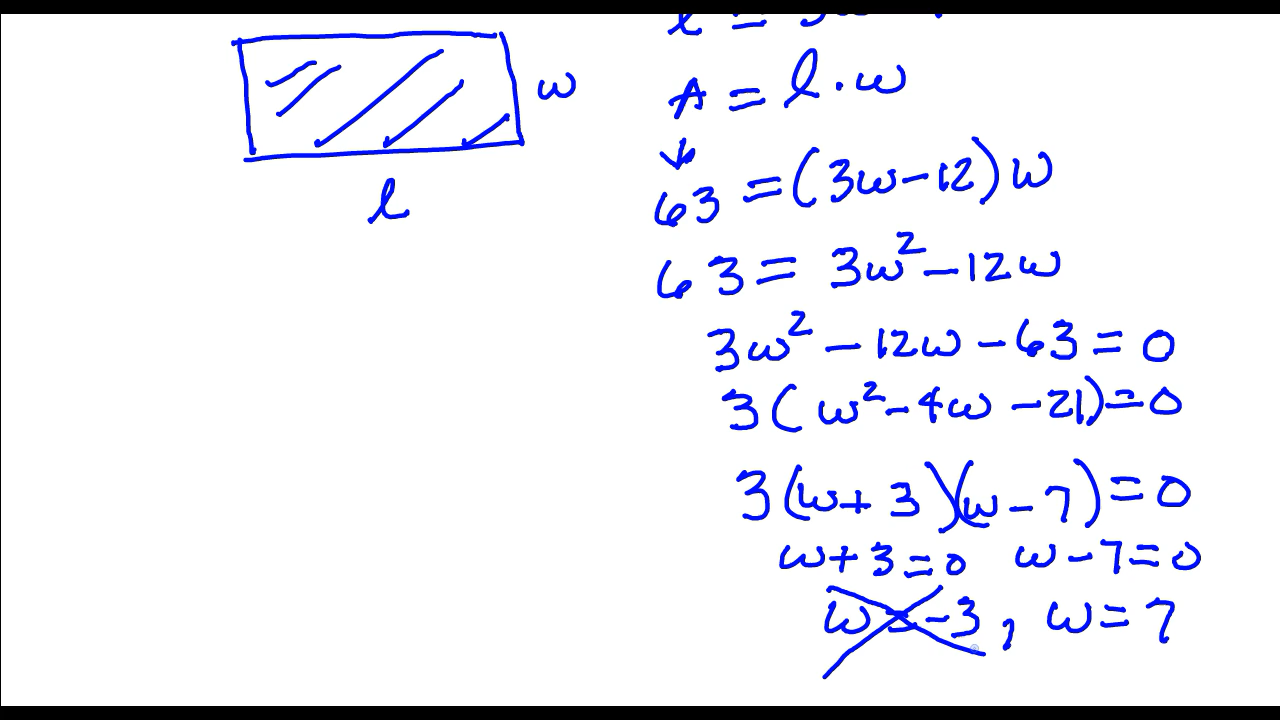 w
l
A = l · w
63 = (3w-12)w
63 = 3w² - 12w
3w² - 12w - 63 = 0
3(w² - 4w - 21) = 0
3(w + 3)(w - 7) = 0
w + 3 = 0 w - 7 = 0
w = -3, w = 7